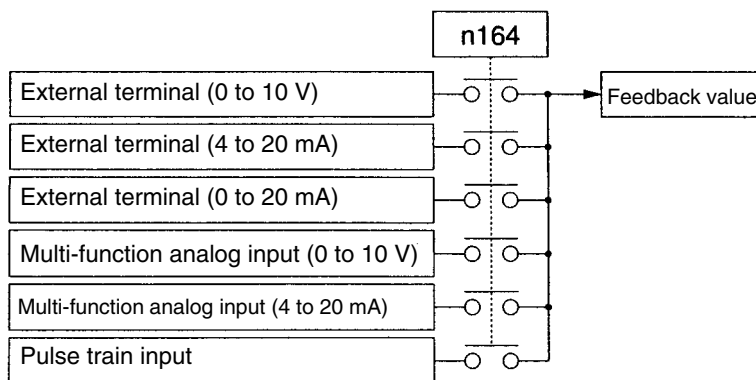 n164
External terminal (0 to 10 V)
Feedback value
External terminal (4 to 20 mA)
External terminal (0 to 20 mA)
Multi-function analog input (0 to 10 V)
Multi-function analog input (4 to 20 mA)
Pulse train input